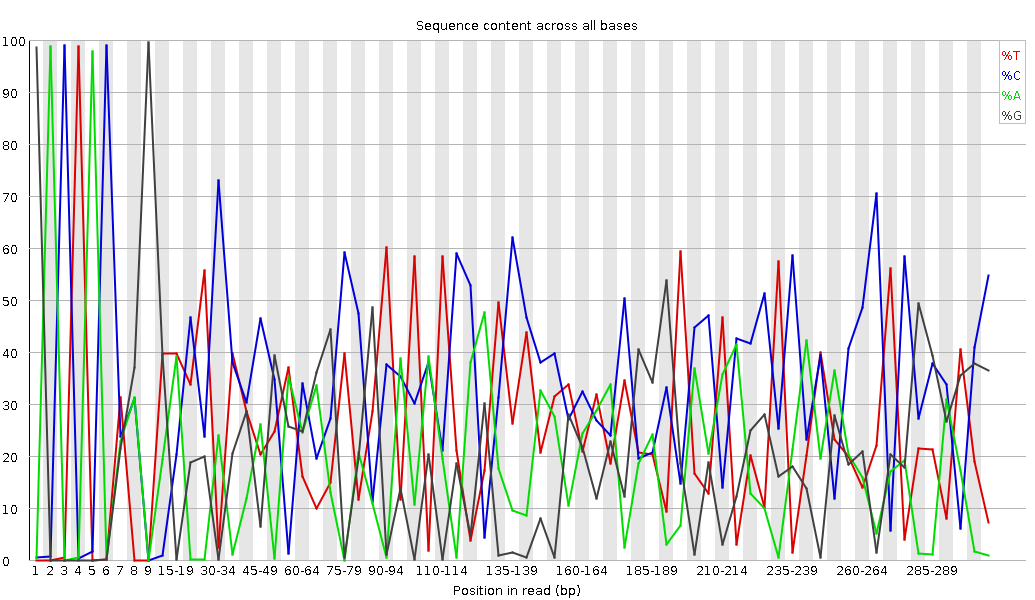 Sequence content across all bases
100
90
80
70
60
50
40
30
20
10
0
%T
%C
%A
%G
1 2 3 4 5 6 7 8 9 15-19 30-34 45-49 60-64 75-79 90-94 110-114 135-139 160-164 185-189 210-214 235-239 260-264 285-289
Position in read (bp)